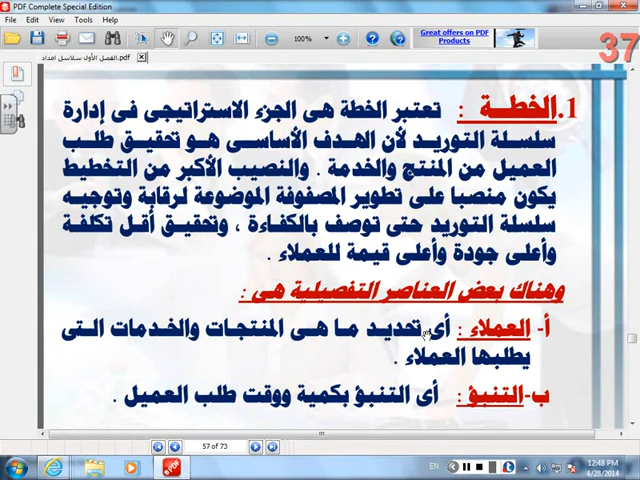 PDF Complete Special Edition
File Edit View Tools Help
100%
Great offers on PDF
Products
37
الفصل الأول سلاسل امداد.pdf
1.الخطــة : تعتبر الخطة هى الجزء الاستراتيجى فى إدارة
سلسلة التوريد لأن الهدف الأساسى هو تحقيق طلب
العميل من المنتج والخدمة . والنصيب الأكبر من التخطيط
يكون منصبا على تطوير المصفوفة الموضوعة لرقابة وتوجيه
سلسلة التوريد حتى توصف بالكفاءة ، وتحقيق أقل تكلفة
وأعلى جودة وأعلى قيمة للعملاء .
وهناك بعض العناصر التفصيلية هى :
أ- العملاء : أى تحديد ما هى المنتجات والخدمات التى
يطلبها العملاء .
ب-التنبؤ : أى التنبؤ بكمية ووقت طلب العميل .
57 of 73
EN
12:48 PM
4/28/2014